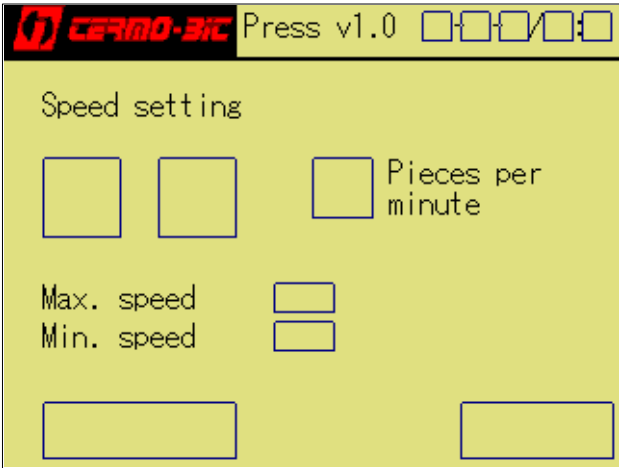 CERMO-BIC Press v1.0
Speed setting
Pieces per
minute
Max. speed
Min. speed